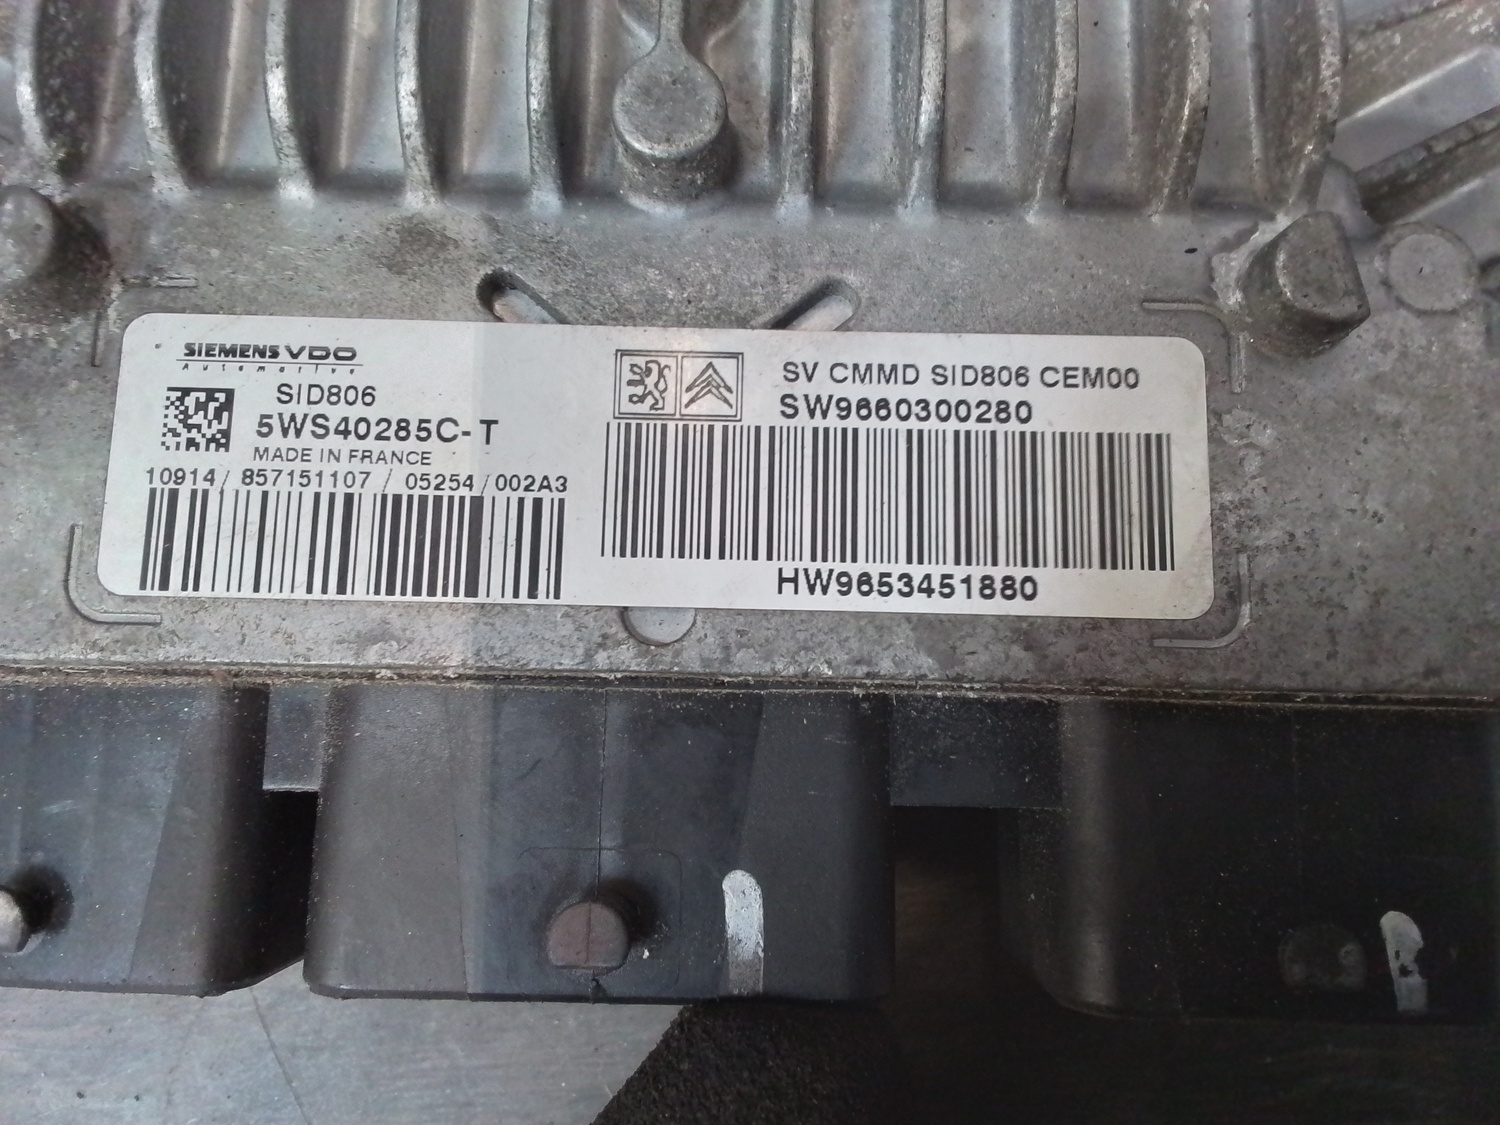 SIEMENS VDO
Automotive
SID806
5WS40285C-T
MADE IN FRANCE
10914 / 857151107 / 05254 / 002A3
SV CMMD SID806 CEM00
SW9660300280
HW9653451880